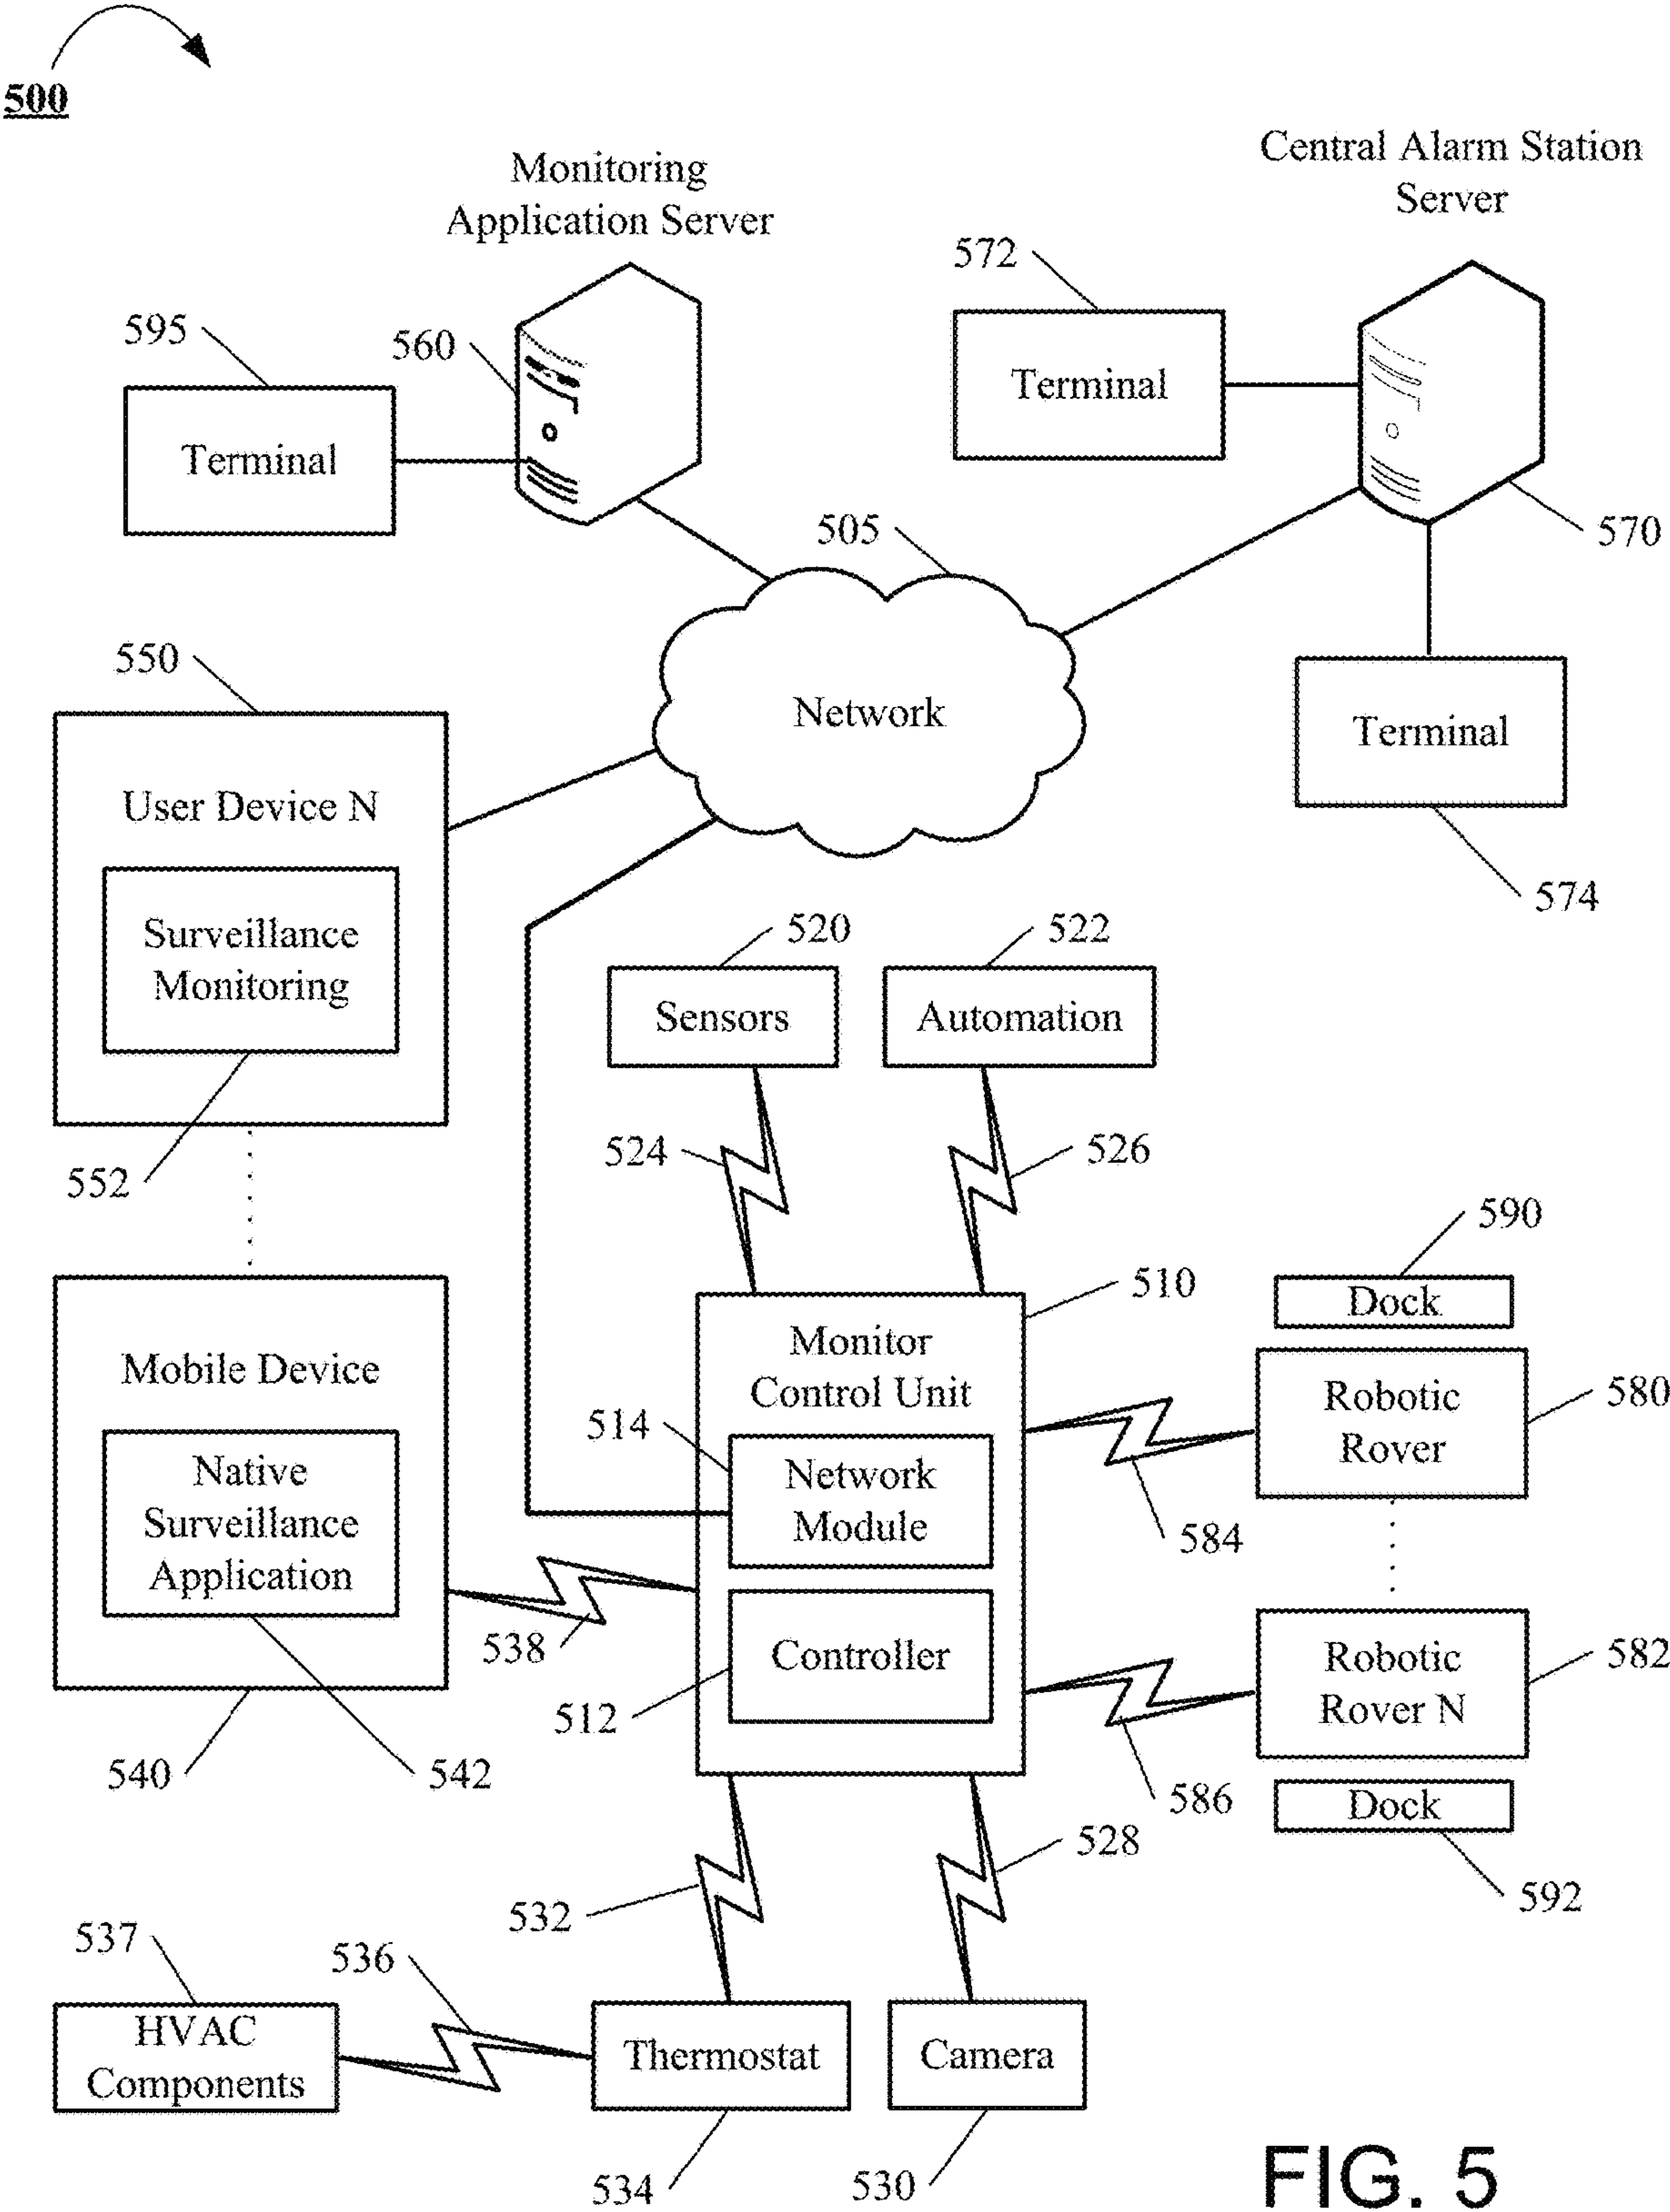 500
Monitoring
Application Server
Central Alarm Station
Server
572
595
560
Terminal
Terminal
505
570
550
Network
Terminal
User Device N
574
Surveillance
Monitoring
520
522
Sensors
Automation
524
526
552
590
510
Dock
Mobile Device
Monitor
Control Unit
Robotic
Rover
580
514
Native
Surveillance
Application
Network
Module
584
538
Controller
Robotic
Rover N
582
512
540
542
586
Dock
528
592
532
537
536
HVAC
Components
Thermostat
Camera
534
530
FIG. 5